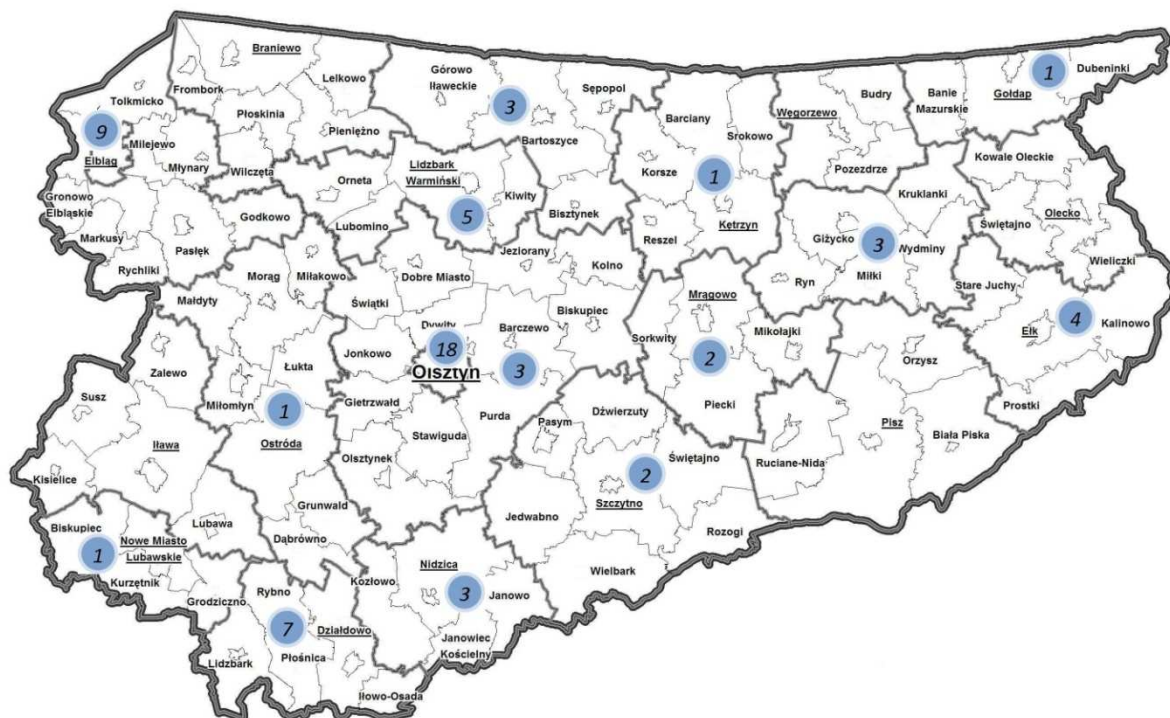 Braniewo
Frombork
Lelkowo
Tolkmicko
Płoskinia
Pieniężno
9
Elbląg
Milejewo
Młynary
Wilczęta
Górowo
Iławeckie
3
Sępopol
Bartoszyce
Lidzbark
Warmiński
Orneta
Kiwity
5
Lubomino
Bisztynek
Barciany
Srokowo
Korsze
1
Kętrzyn
Reszel
Węgorzewo
Budry
Pozezdrze
Banie
Mazurskie
1
Gołdap
Dubeninki
Kowale Oleckie
Olecko
Świętajno
Wieliczki
Kruklanki
Giżycko
3
Wydminy
Miłki
Ryn
Stare Juchy
4
Ełk
Kalinowo
Prostki
Gronowo
Elbląskie
Markusy
Pasłęk
Godkowo
Rychliki
Morąg
Miłakowo
Małdyty
Łukta
Miłomłyn
1
Ostróda
Grunwald
Dąbrówno
Jeziorany
Dobre Miasto
Kolno
Świątki
Dywity
18
Olsztyn
Barczewo
3
Biskupiec
Jonkowo
Gietrzwałd
Stawiguda
Purda
Olsztynek
Mrągowo
Sorkwity
Mikołajki
2
Piecki
Orzysz
Pisz
Biała Piska
Ruciane-Nida
Dźwierzuty
Pasym
Świętajno
2
Szczytno
Jedwabno
Rozogi
Wielbark
Zalewo
Susz
Iława
Kisielice
Lubawa
Biskupiec
1
Nowe Miasto
Lubawskie
Kurzętnik
Grodziczno
Rybno
7
Działdowo
Płośnica
Lidzbark
Iłowo-Osada
Nidzica
Kozłowo
3
Janowo
Janowiec
Kościelny